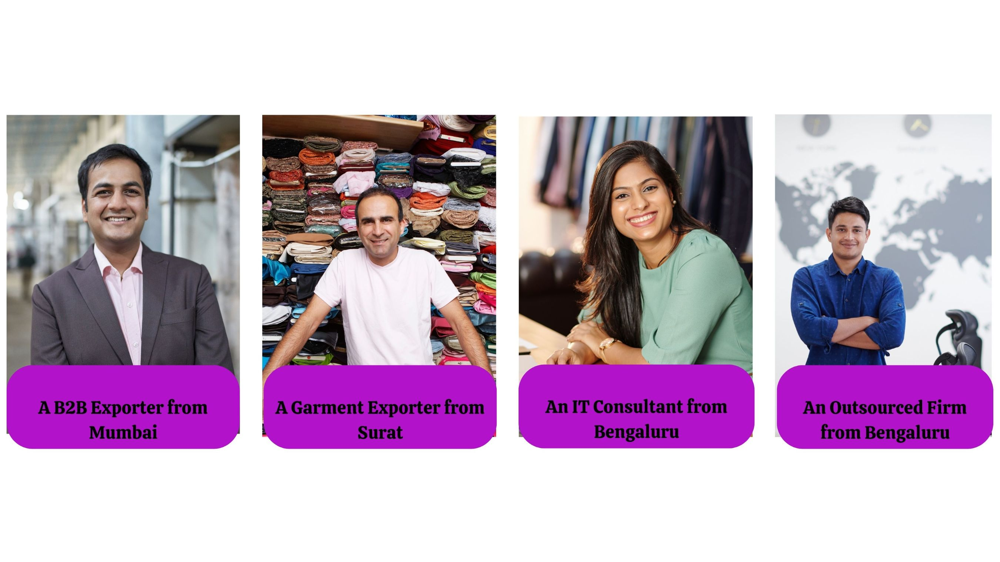 A B2B Exporter from
Mumbai
A Garment Exporter from
Surat
An IT Consultant from
Bengaluru
An Outsourced Firm
from Bengaluru